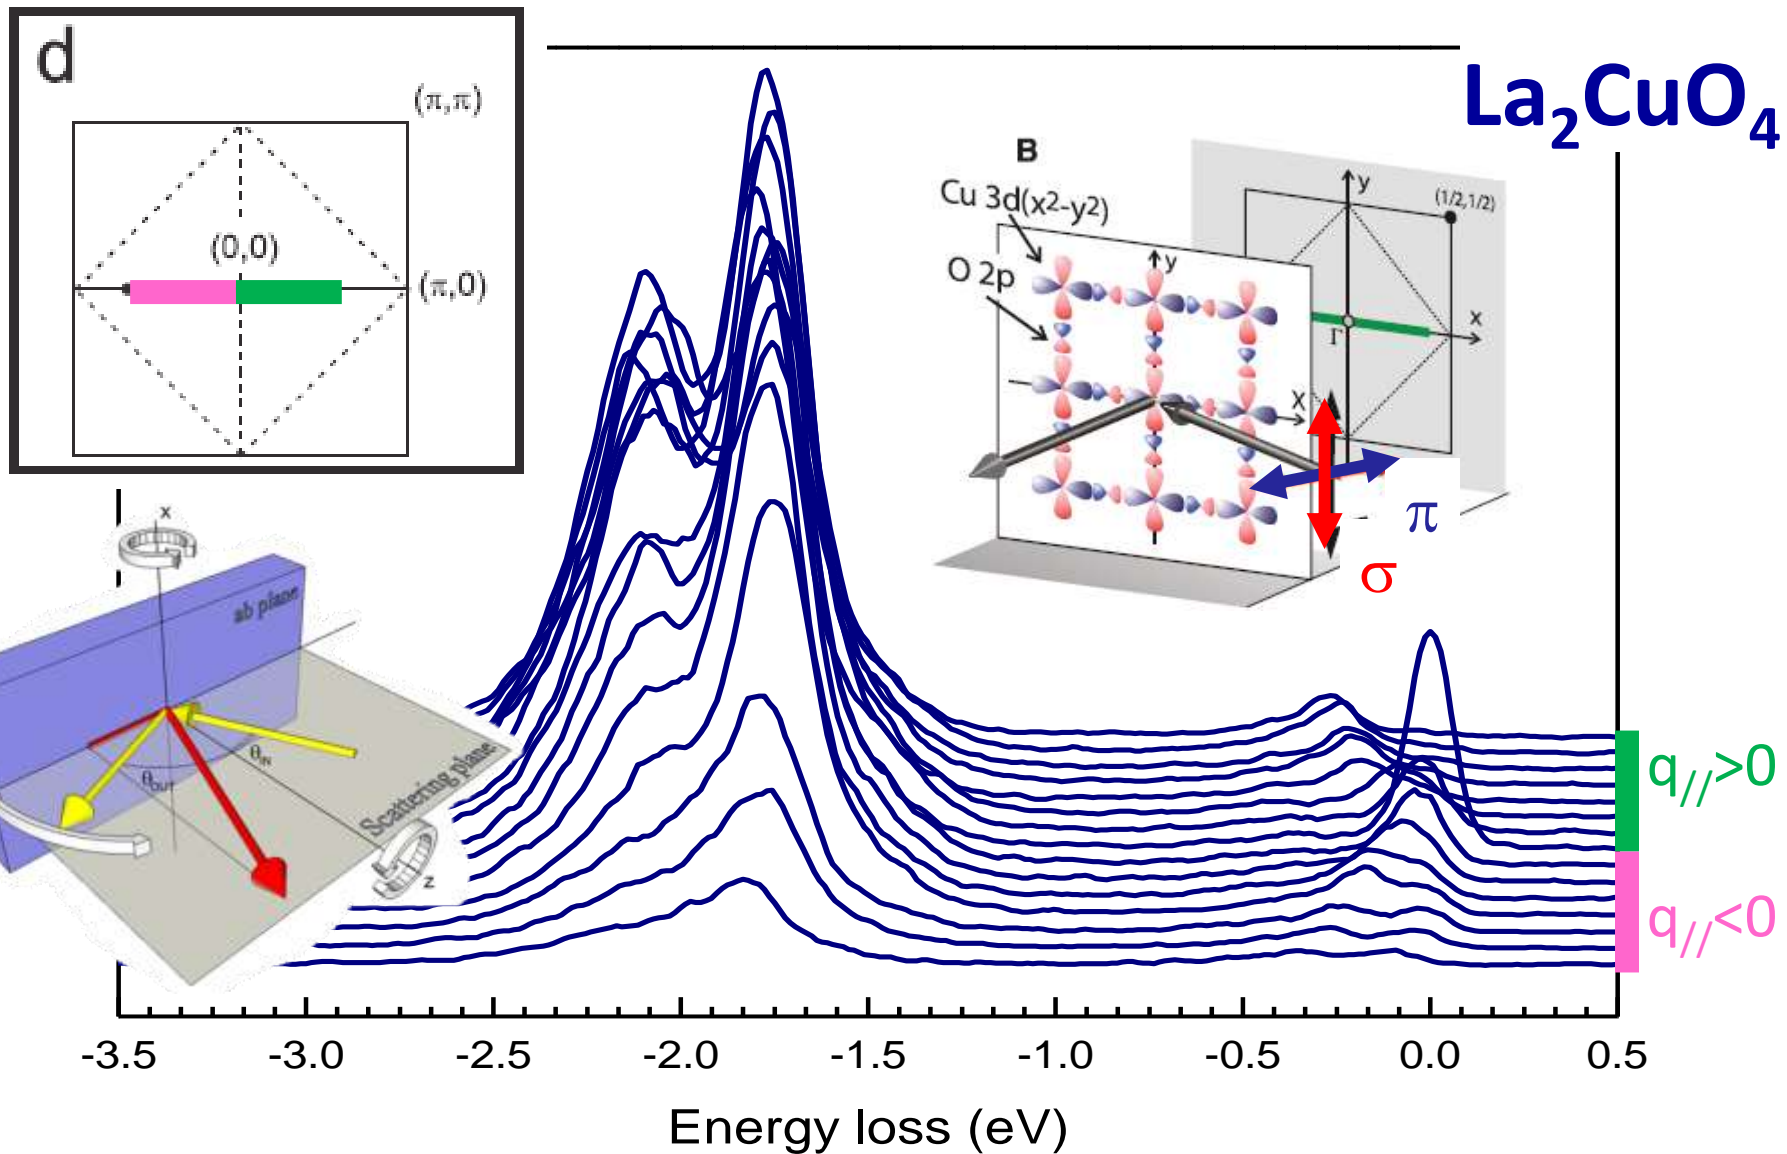 d
(π,π)
(0,0)
(π,0)
La₂CuO₄
B
Cu 3d(x2-y2)
O 2p
y
(1/2,1/2)
y
x
Γ
X
π
σ
x
ab plane
θIN
θOUT
Scattering plane
z
q//>0
q//<0
-3.5 -3.0 -2.5 -2.0 -1.5 -1.0 -0.5 0.0 0.5
Energy loss (eV)